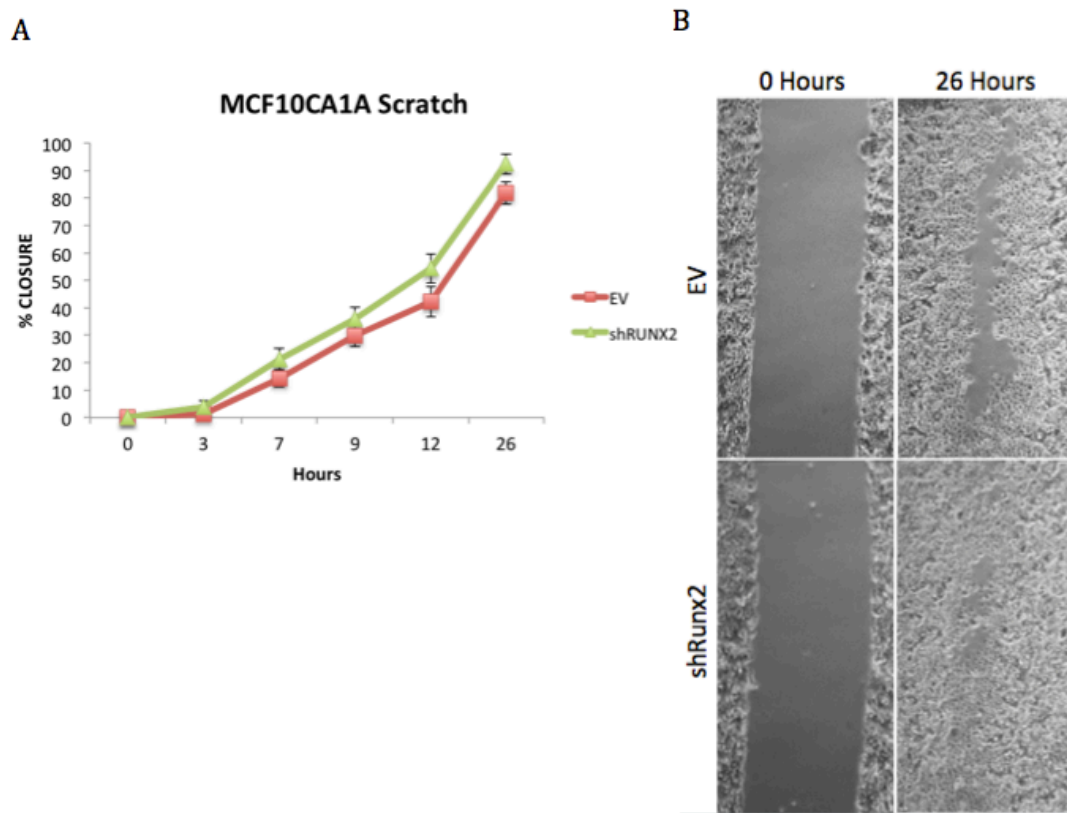 A
MCF10CA1A Scratch
% CLOSURE
100
90
80
70
60
50
40
30
20
10
0
0 3 7 9 12 26
Hours
EV
shRUNX2
B
0 Hours 26 Hours
EV
shRunx2